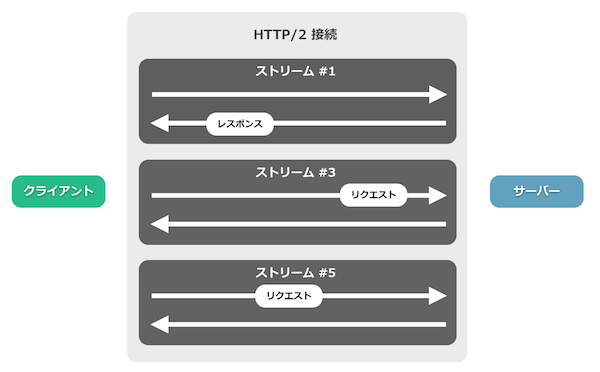 HTTP/2 接続
ストリーム #1
レスポンス
ストリーム #3
リクエスト
クライアント
サーバー
ストリーム #5
リクエスト